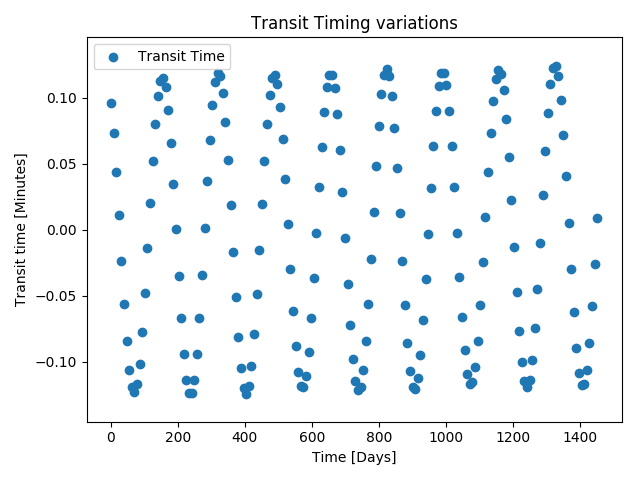 Transit Timing variations
Transit Time
Transit time [Minutes]
0.10
0.05
0.00
−0.05
−0.10
0 200 400 600 800 1000 1200 1400
Time [Days]